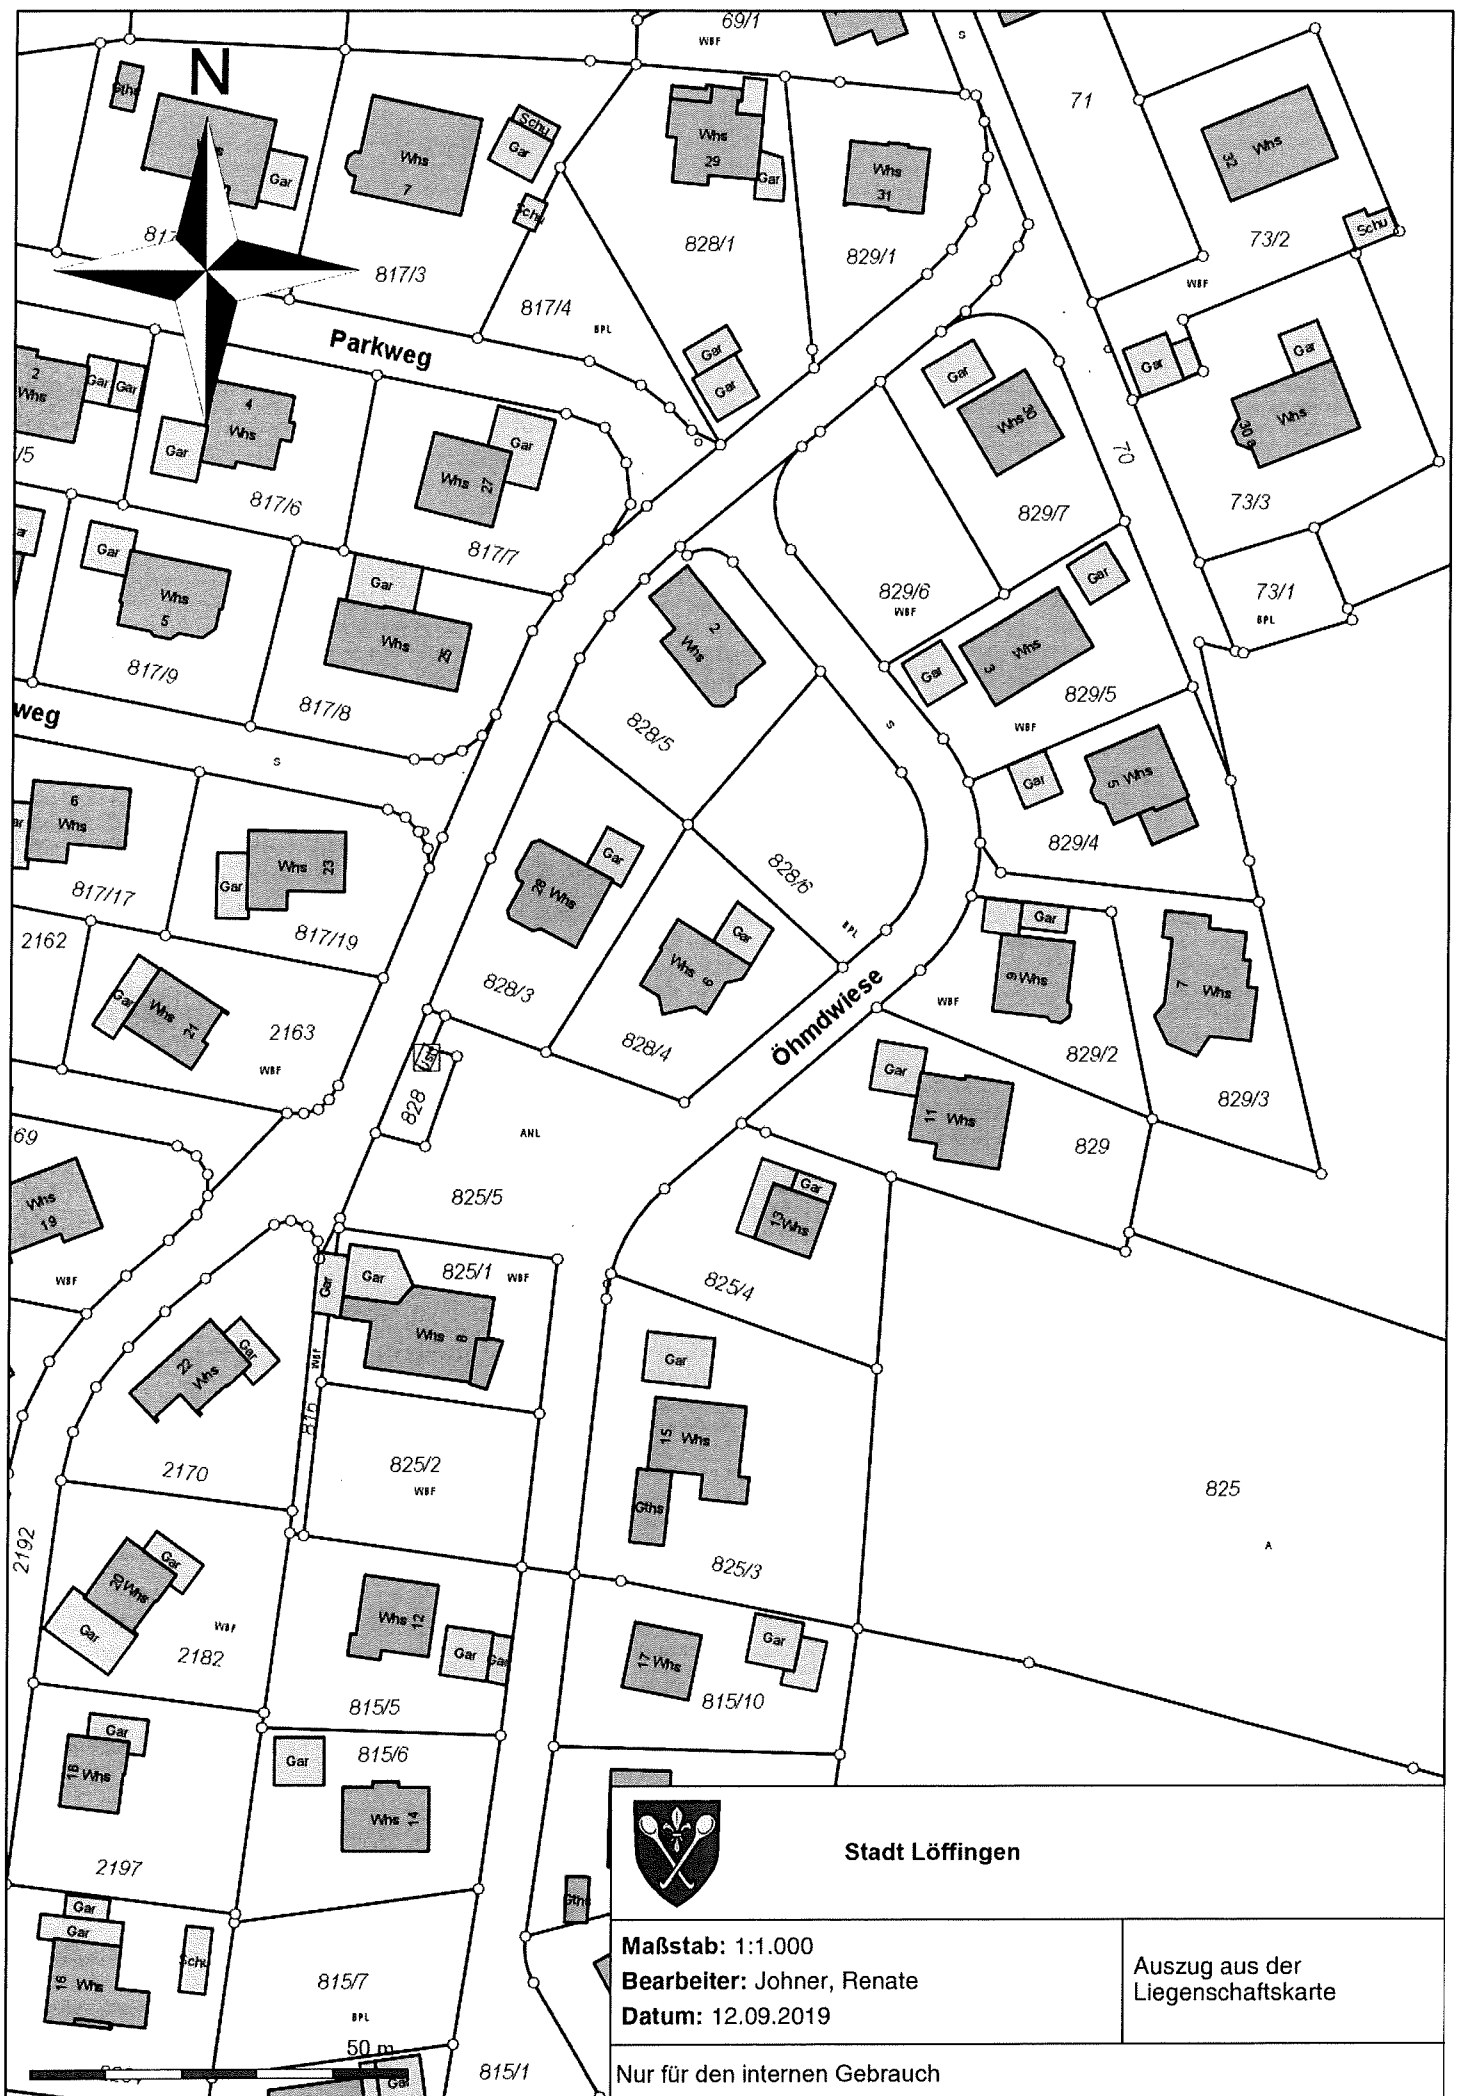 69/1
WBF
S
71
N
Gths
Gar
Whs
7
Schu
Gar
Schu
Whs
29
Gar
Whs
31
Whs
32
Schu
817/3
817/4
BPL
828/1
829/1
73/2
WBF
Parkweg
2
Whs
Gar
Gar
4
Whs
Gar
Gar
Gar
Gar
Whs 30
Gar
Gar
Whs
30 a
/5
817/6
Whs 27
Gar
70
73/3
817/7
829/7
Gar
Whs
5
Gar
Whs 25
829/6
WBF
Gar
73/1
BPL
817/9
817/8
2
Whs
Gar
3 Whs
829/5
WBF
weg
S
828/5
S
Gar
5 Whs
6
Whs
Whs 23
Gar
829/4
817/17
817/19
28 Whs
Gar
828/6
BPL
2162
Gar
Whs 21
2163
WBF
828/3
Whs 6
Gar
828/4
Öhmdwiese
WBF
Gar
9 Whs
7 Whs
829/2
829/3
Ust
828
ANL
Gar
11 Whs
829
69
Whs
19
WBF
825/5
13 Whs
Gar
825/4
Gar
Gar
825/1
WBF
Whs 8
22
Whs
Gar
WBF
816
Gar
15 Whs
Gths
2170
825/2
WBF
825
A
2192
825/3
20 Whs
Gar
Gar
WBF
2182
Whs 12
Gar
Gar
815/5
17 Whs
Gar
815/10
Gar
18 Whs
Gar
815/6
Whs 14
2197
Gths
Gar
Gar
16 Whs
Schu
815/7
BPL
50 m
815/1
Gar
Stadt Löffingen
Maßstab: 1:1.000
Bearbeiter: Johner, Renate
Datum: 12.09.2019
Auszug aus der
Liegenschaftskarte
Nur für den internen Gebrauch